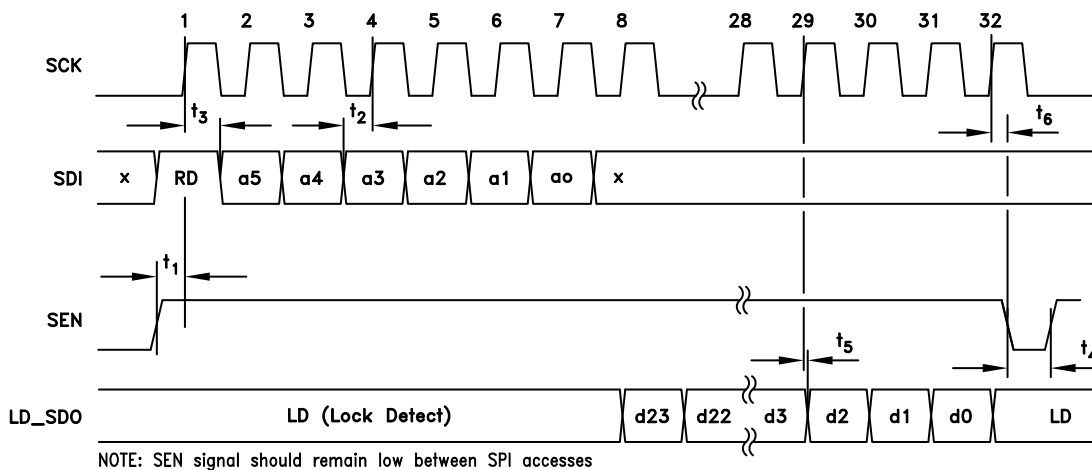 1 2 3 4 5 6 7 8 28 29 30 31 32
SCK
t3 t2 t6
SDI x RD a5 a4 a3 a2 a1 ao x
t1
SEN
t5
LD_SDO LD (Lock Detect) d23 d22 d3 d2 d1 d0 LD
NOTE: SEN signal should remain low between SPI accesses